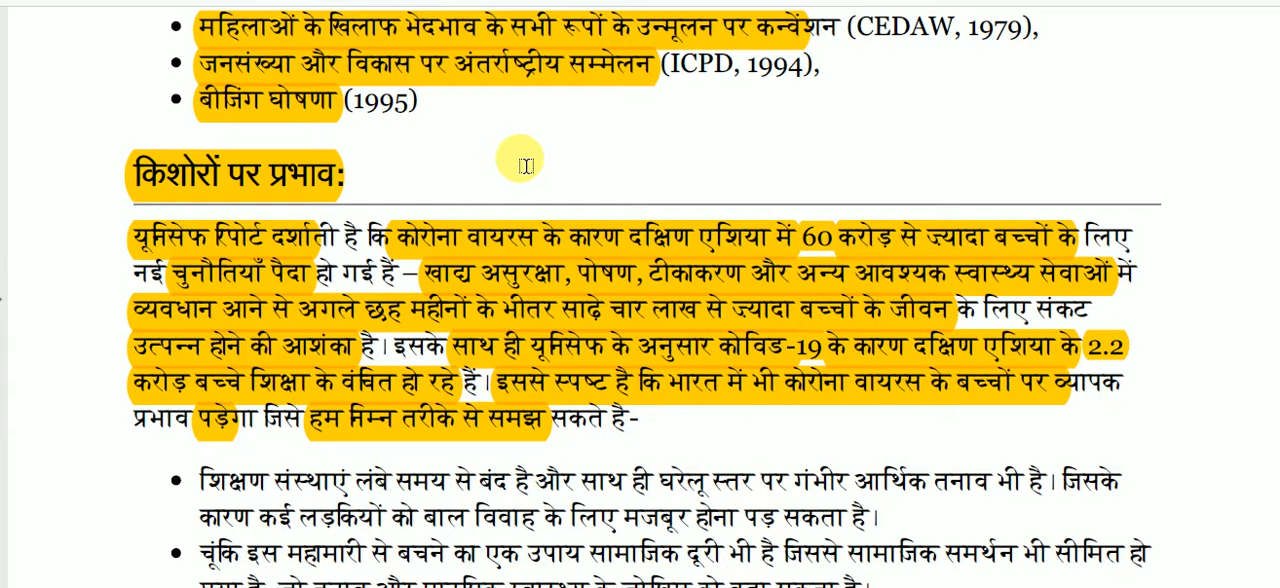 • महिलाओं के खिलाफ भेदभाव के सभी रूपों के उन्मूलन पर कन्वेंशन (CEDAW, 1979),
• जनसंख्या और विकास पर अंतर्राष्ट्रीय सम्मेलन (ICPD, 1994),
• बीजिंग घोषणा (1995)
किशोरों पर प्रभाव:
यूनिसेफ रिपोर्ट दर्शाती है कि कोरोना वायरस के कारण दक्षिण एशिया में 60 करोड़ से ज्यादा बच्चों के लिए
नई चुनौतियाँ पैदा हो गई हैं – खाद्य असुरक्षा, पोषण, टीकाकरण और अन्य आवश्यक स्वास्थ्य सेवाओं में
व्यवधान आने से अगले छह महीनों के भीतर साढ़े चार लाख से ज्यादा बच्चों के जीवन के लिए संकट
उत्पन्न होने की आशंका है। इसके साथ ही यूनिसेफ के अनुसार कोविड-19 के कारण दक्षिण एशिया के 2.2
करोड़ बच्चे शिक्षा के वंचित हो रहे हैं। इससे स्पष्ट है कि भारत में भी कोरोना वायरस के बच्चों पर व्यापक
प्रभाव पड़ेगा जिसे हम निम्न तरीके से समझ सकते है-
• शिक्षण संस्थाएं लंबे समय से बंद है और साथ ही घरेलू स्तर पर गंभीर आर्थिक तनाव भी है। जिसके
कारण कई लड़कियों को बाल विवाह के लिए मजबूर होना पड़ सकता है।
• चूंकि इस महामारी से बचने का एक उपाय सामाजिक दूरी भी है जिससे सामाजिक समर्थन भी सीमित हो